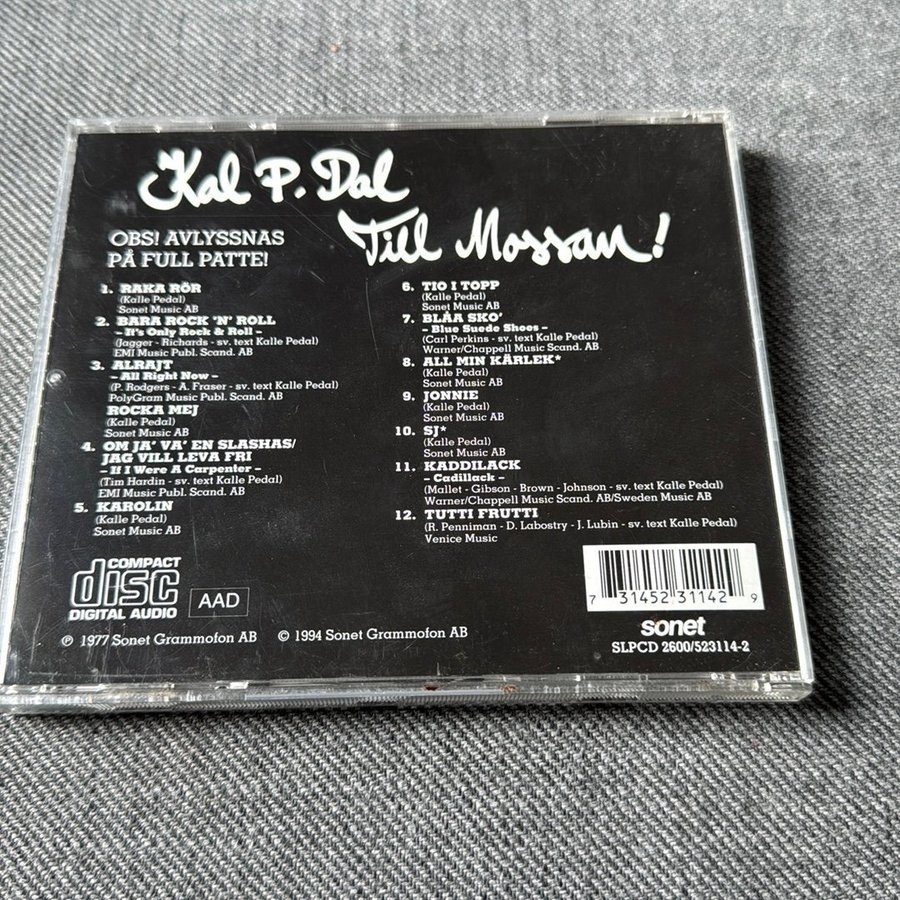 Kal P. Dal
Till Mossan!
OBS! AVLYSSNAS
PÅ FULL PATTE!
1. RAKA RÖR
(Kalle Pedal)
Sonet Music AB
2. BARA ROCK 'N' ROLL
– It's Only Rock & Roll –
(Jagger - Richards - sv. text Kalle Pedal)
EMI Music Publ. Scand. AB
3. ALRAJT
– All Right Now –
(P. Rodgers - A. Fraser - sv. text Kalle Pedal)
PolyGram Music Publ. Scand. AB
ROCKA MEJ
(Kalle Pedal)
Sonet Music AB
4. OM JA' VA' EN SLASHAS/
JAG VILL LEVA FRI
– If I Were A Carpenter –
(Tim Hardin - sv. text Kalle Pedal)
EMI Music Publ. Scand. AB
5. KAROLIN
(Kalle Pedal)
Sonet Music AB
6. TIO I TOPP
(Kalle Pedal)
Sonet Music AB
7. BLÅA SKO'
– Blue Suede Shoes –
(Carl Perkins - sv. text Kalle Pedal)
Warner/Chappell Music Scand. AB
8. ALL MIN KÄRLEK*
(Kalle Pedal)
Sonet Music AB
9. JONNIE
(Kalle Pedal)
Sonet Music AB
10. SJ*
(Kalle Pedal)
Sonet Music AB
11. KADDILACK
– Cadillack –
(Mallet - Gibson - Brown - Johnson - sv. text Kalle Pedal)
Warner/Chappell Music Scand. AB/Sweden Music AB
12. TUTTI FRUTTI
(R. Penniman - D. Labostry - J. Lubin - sv. text Kalle Pedal)
Venice Music
COMPACT
disc
DIGITAL AUDIO
AAD
7 31452 31142 9
sonet
SLPCD 2600/523114-2
℗ 1977 Sonet Grammofon AB © 1994 Sonet Grammofon AB